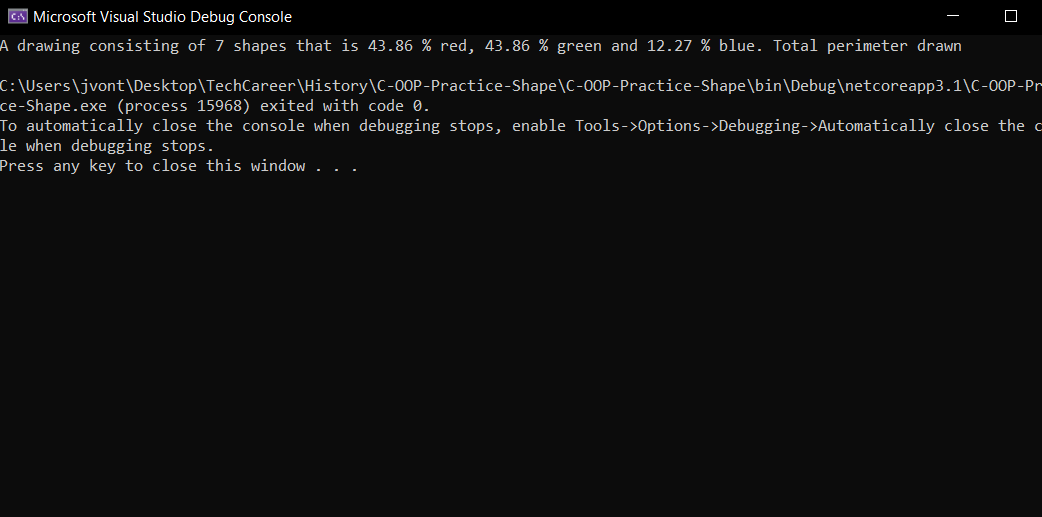 Microsoft Visual Studio Debug Console
A drawing consisting of 7 shapes that is 43.86 % red, 43.86 % green and 12.27 % blue. Total perimeter drawn
C:\Users\jvont\Desktop\TechCareer\History\C-OOP-Practice-Shape\C-OOP-Practice-Shape\bin\Debug\netcoreapp3.1\C-OOP-Pr
ce-Shape.exe (process 15968) exited with code 0.
To automatically close the console when debugging stops, enable Tools->Options->Debugging->Automatically close the c
le when debugging stops.
Press any key to close this window . . .